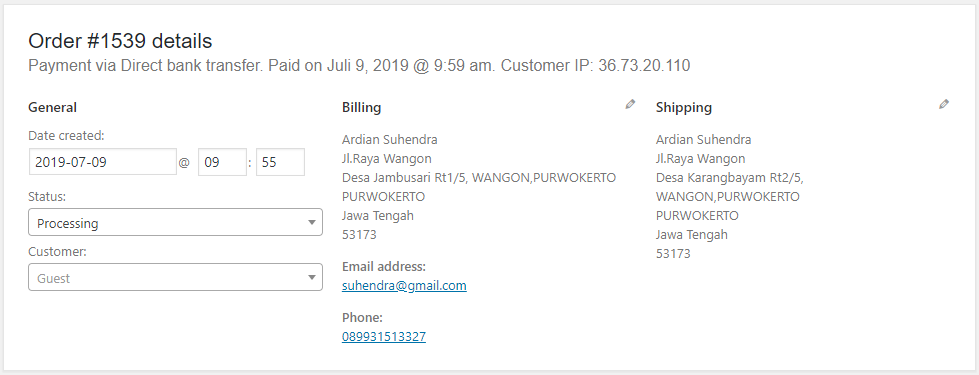 Order #1539 details
Payment via Direct bank transfer. Paid on Juli 9, 2019 @ 9:59 am. Customer IP: 36.73.20.110
General
Date created:
2019-07-09 @ 09 : 55
Status:
Processing
Customer:
Guest
Billing
Ardian Suhendra
Jl.Raya Wangon
Desa Jambusari Rt1/5, WANGON,PURWOKERTO
PURWOKERTO
Jawa Tengah
53173
Email address:
suhendra@gmail.com
Phone:
089931513327
Shipping
Ardian Suhendra
Jl.Raya Wangon
Desa Karangbayam Rt2/5,
WANGON,PURWOKERTO
PURWOKERTO
Jawa Tengah
53173